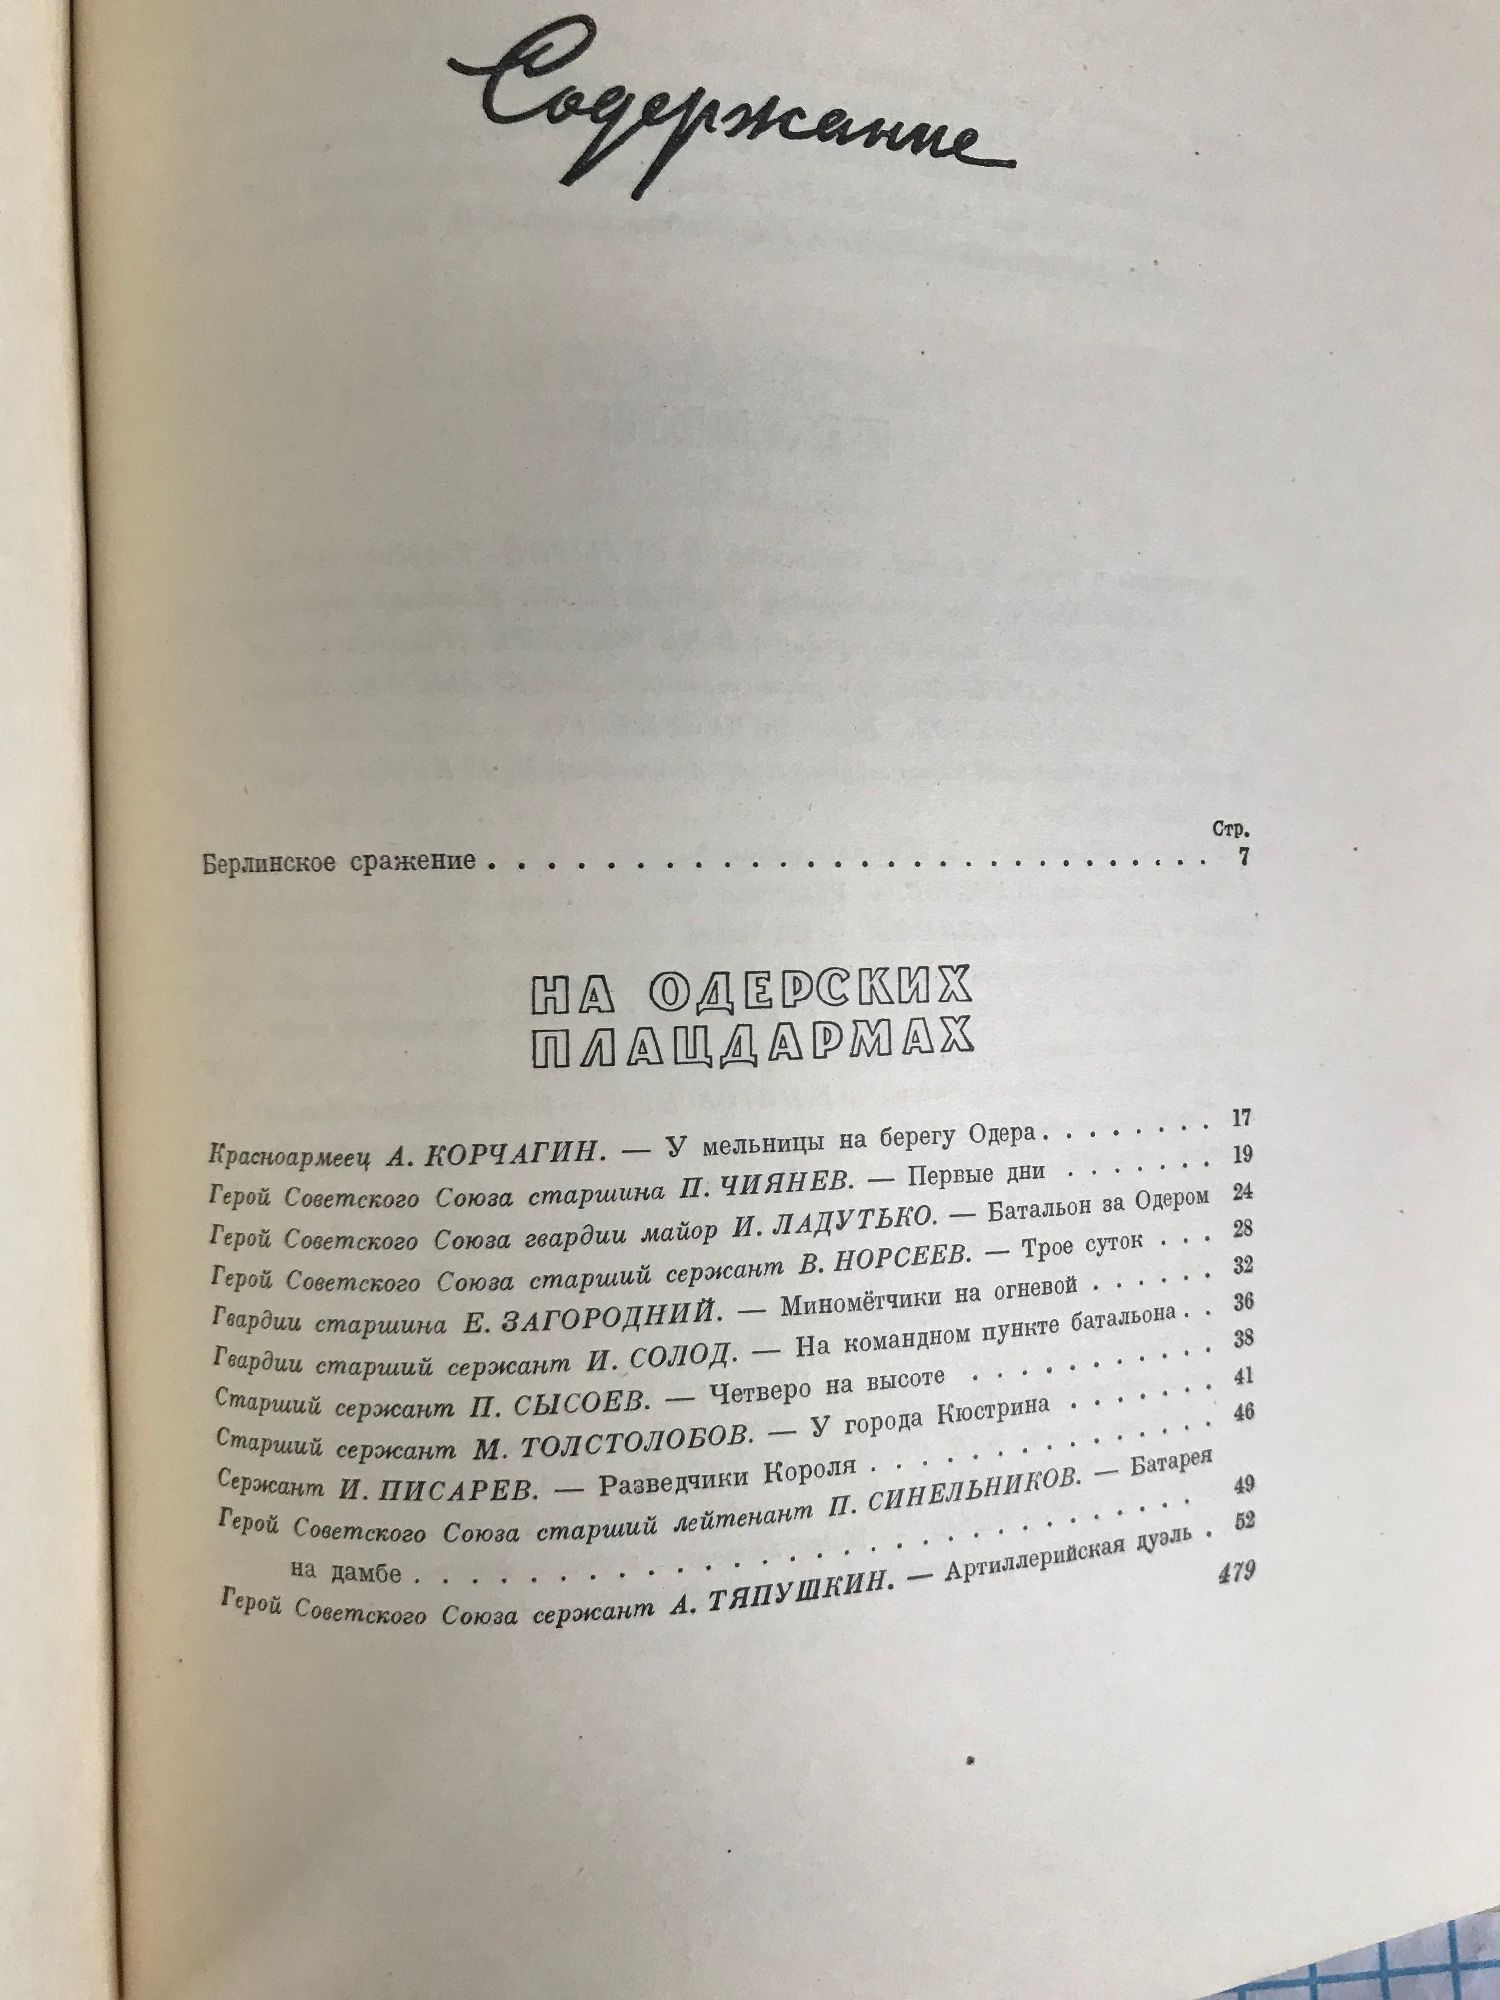 Содержание
Стр.
Берлинское сражение . . . . . . . . . . . . . . . . . . . . . . . . . 7
НА ОДЕРСКИХ
ПЛАЦДАРМАХ
Красноармеец А. КОРЧАГИН. — У мельницы на берегу Одера. . . . . . . . 17
Герой Советского Союза старшина П. ЧИЯНЕВ. — Первые дни . . . . . . . 19
Герой Советского Союза гвардии майор И. ЛАДУТЬКО. — Батальон за Одером 24
Герой Советского Союза старший сержант В. НОРСЕЕВ. — Трое суток . . . 28
Гвардии старшина Е. ЗАГОРОДНИЙ. — Миномётчики на огневой . . . . . . 32
Гвардии старший сержант И. СОЛОД. — На командном пункте батальона . . 36
Старший сержант П. СЫСОЕВ. — Четверо на высоте . . . . . . . . . . 38
Старший сержант М. ТОЛСТОЛОБОВ. — У города Кюстрина . . . . . . . 41
Сержант И. ПИСАРЕВ. — Разведчики Короля . . . . . . . . . . . . . . 46
Герой Советского Союза старший лейтенант П. СИНЕЛЬНИКОВ. — Батарея
на дамбе . . . . . . . . . . . . . . . . . . . . . . . . . . . . 49
Герой Советского Союза сержант А. ТЯПУШКИН. — Артиллерийская дуэль . 52
479